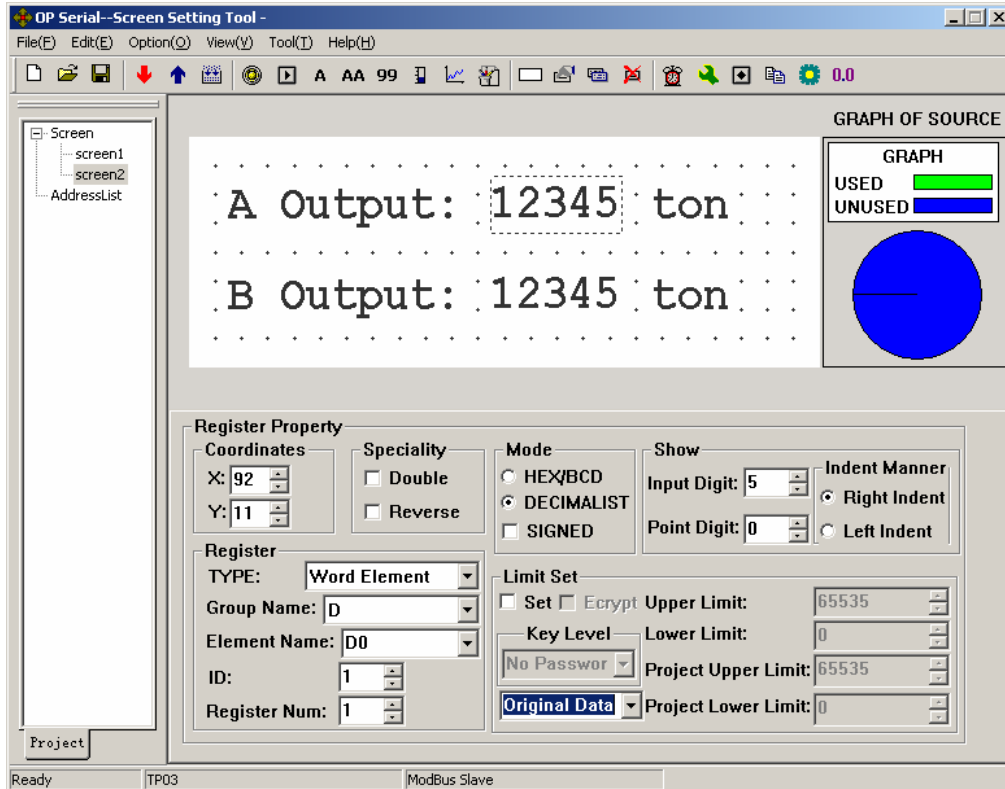 OP Serial--Screen Setting Tool -
File(F) Edit(E) Option(O) View(V) Tool(T) Help(H)
A AA 99 0.0
Screen
screen1
screen2
AddressList
Project
A Output: 12345 ton
B Output: 12345 ton
GRAPH OF SOURCE
GRAPH
USED
UNUSED
Register Property
Coordinates
X: 92
Y: 11
Speciality
Double
Reverse
Mode
HEX/BCD
DECIMALIST
SIGNED
Show
Input Digit: 5
Point Digit: 0
Indent Manner
Right Indent
Left Indent
Register
TYPE: Word Element
Group Name: D
Element Name: D0
ID: 1
Register Num: 1
Limit Set
Set Ecrypt
Key Level
No Passwor
Original Data
Upper Limit: 65535
Lower Limit: 0
Project Upper Limit: 65535
Project Lower Limit: 0
Ready TP03 ModBus Slave